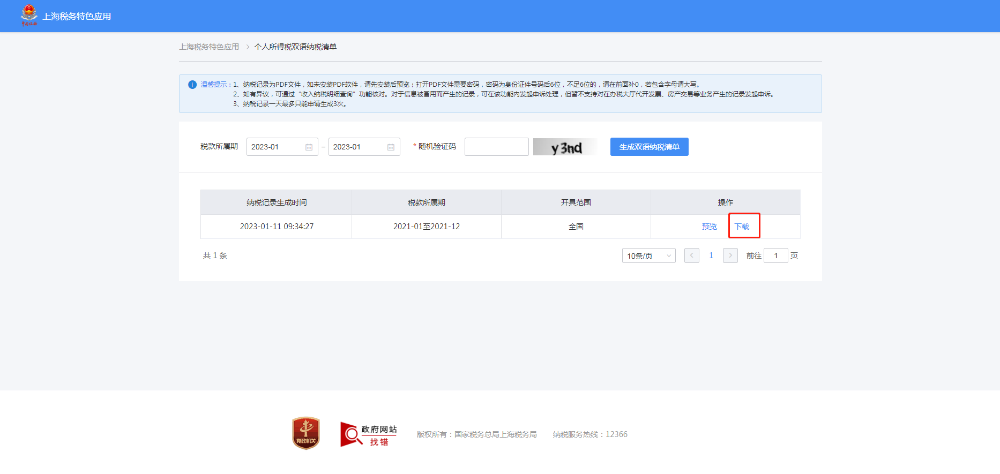 上海税务特色应用
上海税务特色应用 > 个人所得税双语纳税清单
温馨提示：1、纳税记录为PDF文件，如未安装PDF软件，请先安装后预览；打开PDF文件需要密码，密码为身份证件号码后6位，不足6位的，请在前面补0，若包含字母请大写。
2、如有异议，可通过“收入纳税明细查询”功能核对。对于信息被冒用而产生的记录，可在该功能内发起申诉处理，但暂不支持对在办税大厅代开发票、房产交易等业务产生的记录发起申诉。
3、纳税记录一天最多只能申请生成3次。
税款所属期 2023-01 – 2023-01 * 随机验证码 y3nd 生成双语纳税清单
纳税记录生成时间 税款所属期 开具范围 操作
2023-01-11 09:34:27 2021-01至2021-12 全国 预览 下载
共 1 条 10条/页 < 1 > 前往 1 页
党政机关
政府网站
找错
版权所有：国家税务总局上海税务局 纳税服务热线：12366